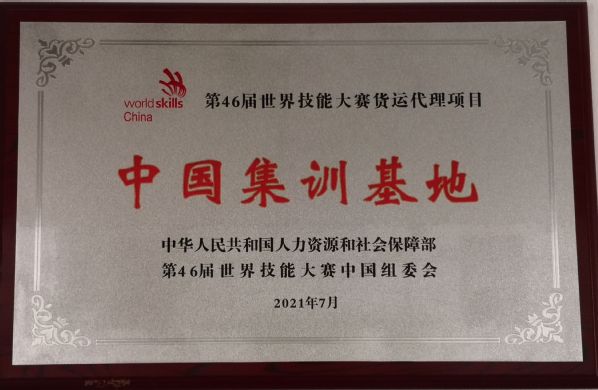 worldskills
China
第46届世界技能大赛货运代理项目
中国集训基地
中华人民共和国人力资源和社会保障部
第46届世界技能大赛中国组委会
2021年7月